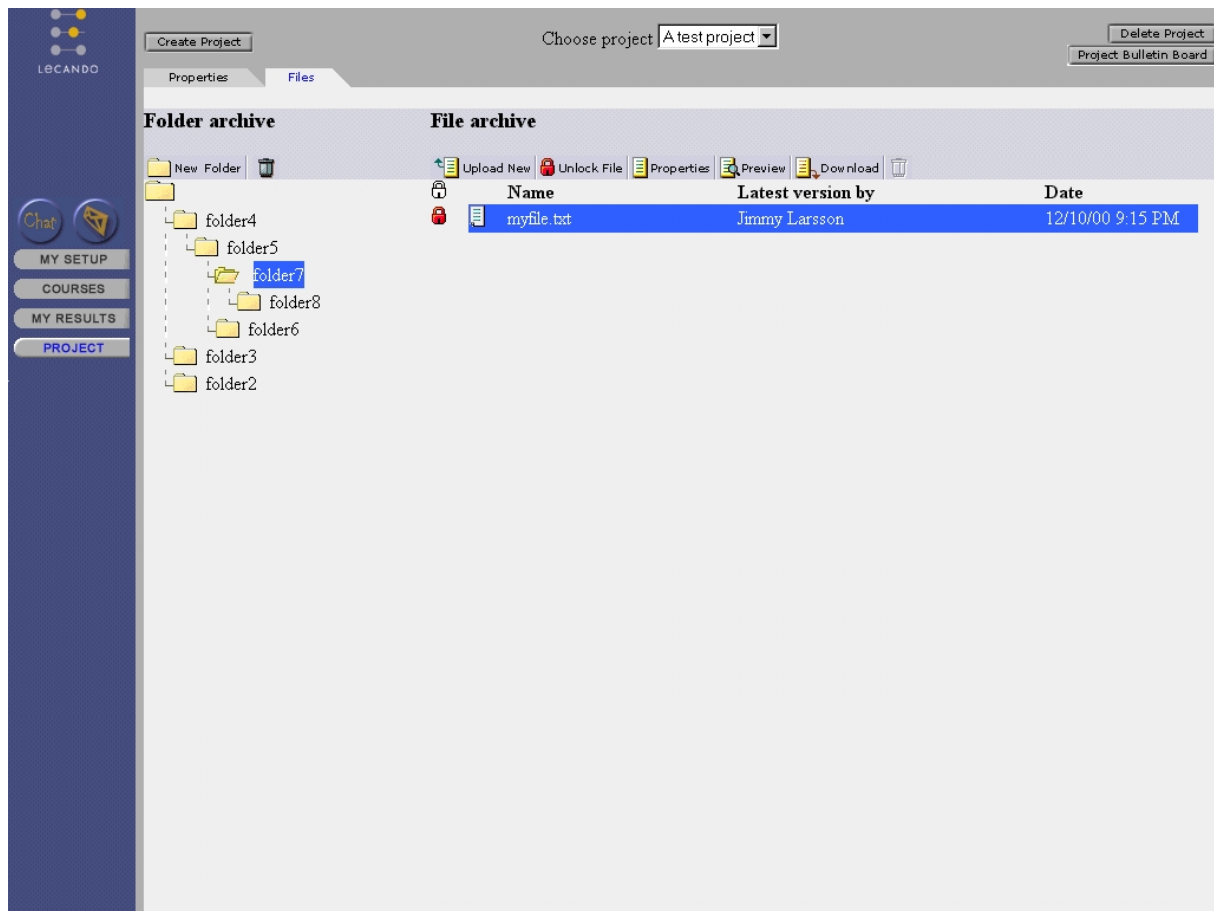 LECANDO
Create Project
Choose project A test project
Delete Project
Project Bulletin Board
Properties Files
Folder archive
File archive
New Folder
Upload New Unlock File Properties Preview Download
Name Latest version by Date
myfile.txt Jimmy Larsson 12/10/00 9:15 PM
folder4
folder5
folder7
folder8
folder6
folder3
folder2
Chat
MY SETUP
COURSES
MY RESULTS
PROJECT